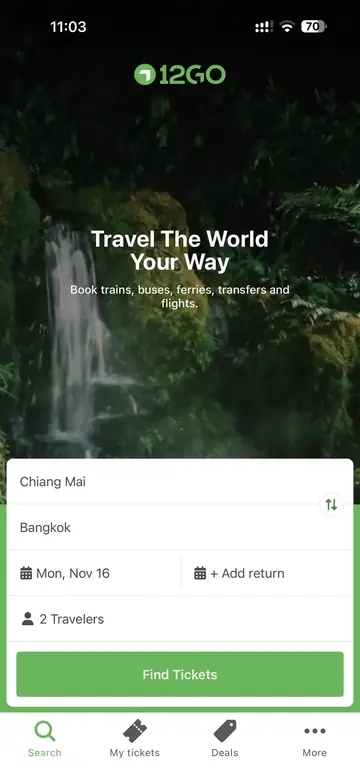 11:03
70
12GO
Travel The World
Your Way
Book trains, buses, ferries, transfers and
flights.
Chiang Mai
Bangkok
Mon, Nov 16
+ Add return
2 Travelers
Find Tickets
Search
My tickets
Deals
More